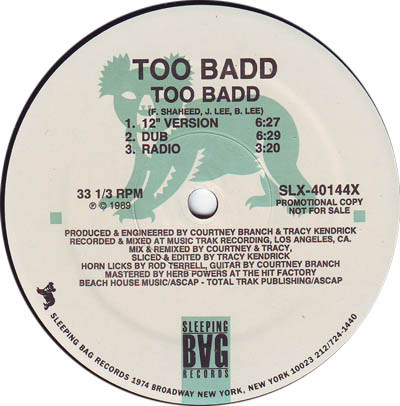 TOO BADD
TOO BADD
(F. SHAHEED, J. LEE, B. LEE)
1. 12" VERSION 6:27
2. DUB 6:29
3. RADIO 3:20
33 1/3 RPM
℗ © 1989
SLX-40144X
PROMOTIONAL COPY
NOT FOR SALE
PRODUCED & ENGINEERED BY COURTNEY BRANCH & TRACY KENDRICK
RECORDED & MIXED AT MUSIC TRAK RECORDING, LOS ANGELES, CA.
MIX & REMIXED BY COURTNEY & TRACY,
SLICED & EDITED BY TRACY KENDRICK
HORN LICKS BY ROD TERRELL, GUITAR BY COURTNEY BRANCH
MASTERED BY HERB POWERS AT THE HIT FACTORY
BEACH HOUSE MUSIC/ASCAP - TOTAL TRAK PUBLISHING/ASCAP
SLEEPING
BAG
RECORDS
SLEEPING BAG RECORDS 1974 BROADWAY NEW YORK, NEW YORK 10023 212/724-1440